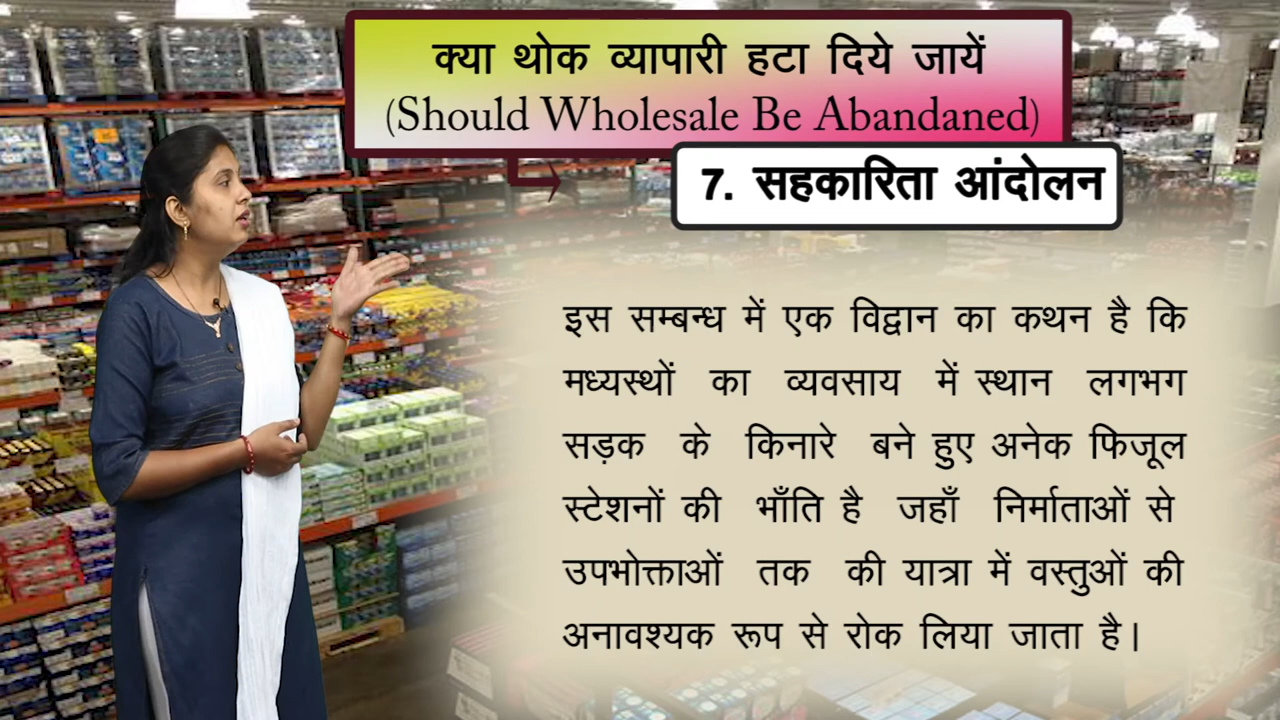 क्या थोक व्यापारी हटा दिये जायें
(Should Wholesale Be Abandaned)
7. सहकारिता आंदोलन
इस सम्बन्ध में एक विद्वान का कथन है कि
मध्यस्थों का व्यवसाय में स्थान लगभग
सड़क के किनारे बने हुए अनेक फिजूल
स्टेशनों की भाँति है जहाँ निर्माताओं से
उपभोक्ताओं तक की यात्रा में वस्तुओं की
अनावश्यक रूप से रोक लिया जाता है।